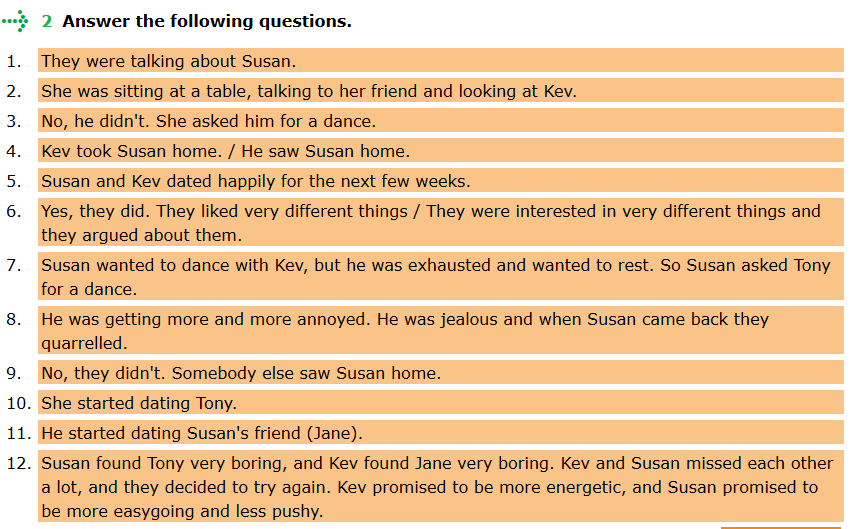 2 Answer the following questions.
1. They were talking about Susan.
2. She was sitting at a table, talking to her friend and looking at Kev.
3. No, he didn't. She asked him for a dance.
4. Kev took Susan home. / He saw Susan home.
5. Susan and Kev dated happily for the next few weeks.
6. Yes, they did. They liked very different things / They were interested in very different things and
they argued about them.
7. Susan wanted to dance with Kev, but he was exhausted and wanted to rest. So Susan asked Tony
for a dance.
8. He was getting more and more annoyed. He was jealous and when Susan came back they
quarrelled.
9. No, they didn't. Somebody else saw Susan home.
10. She started dating Tony.
11. He started dating Susan's friend (Jane).
12. Susan found Tony very boring, and Kev found Jane very boring. Kev and Susan missed each other
a lot, and they decided to try again. Kev promised to be more energetic, and Susan promised to
be more easygoing and less pushy.